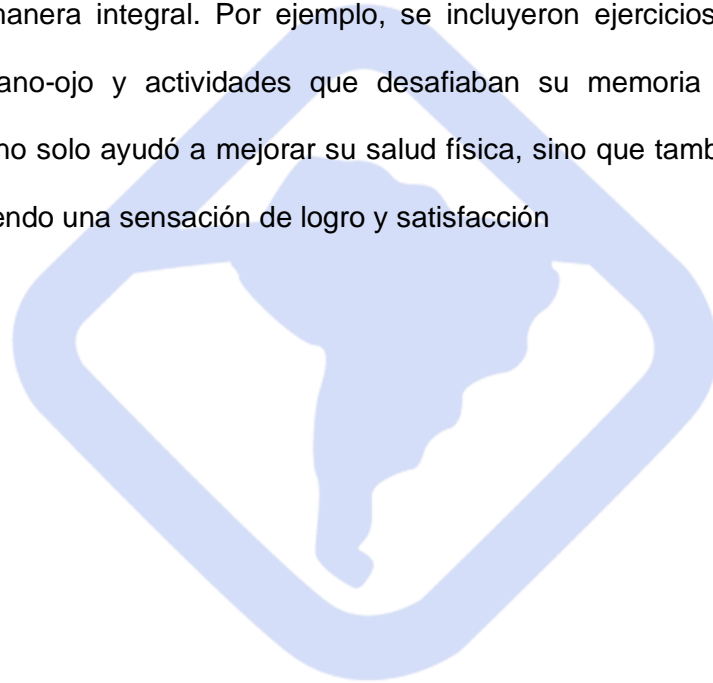 manera integral. Por ejemplo, se incluyeron ejercicios
ano-ojo y actividades que desafiaban su memoria
no solo ayudó a mejorar su salud física, sino que tamb
endo una sensación de logro y satisfacción